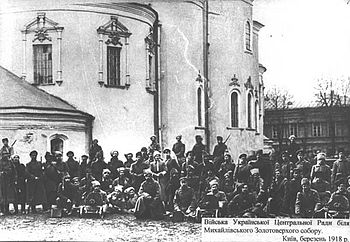 Війська Української Центральної Ради біля
Михайлівського Золотоверхого собору.
Київ, березень 1918 р.